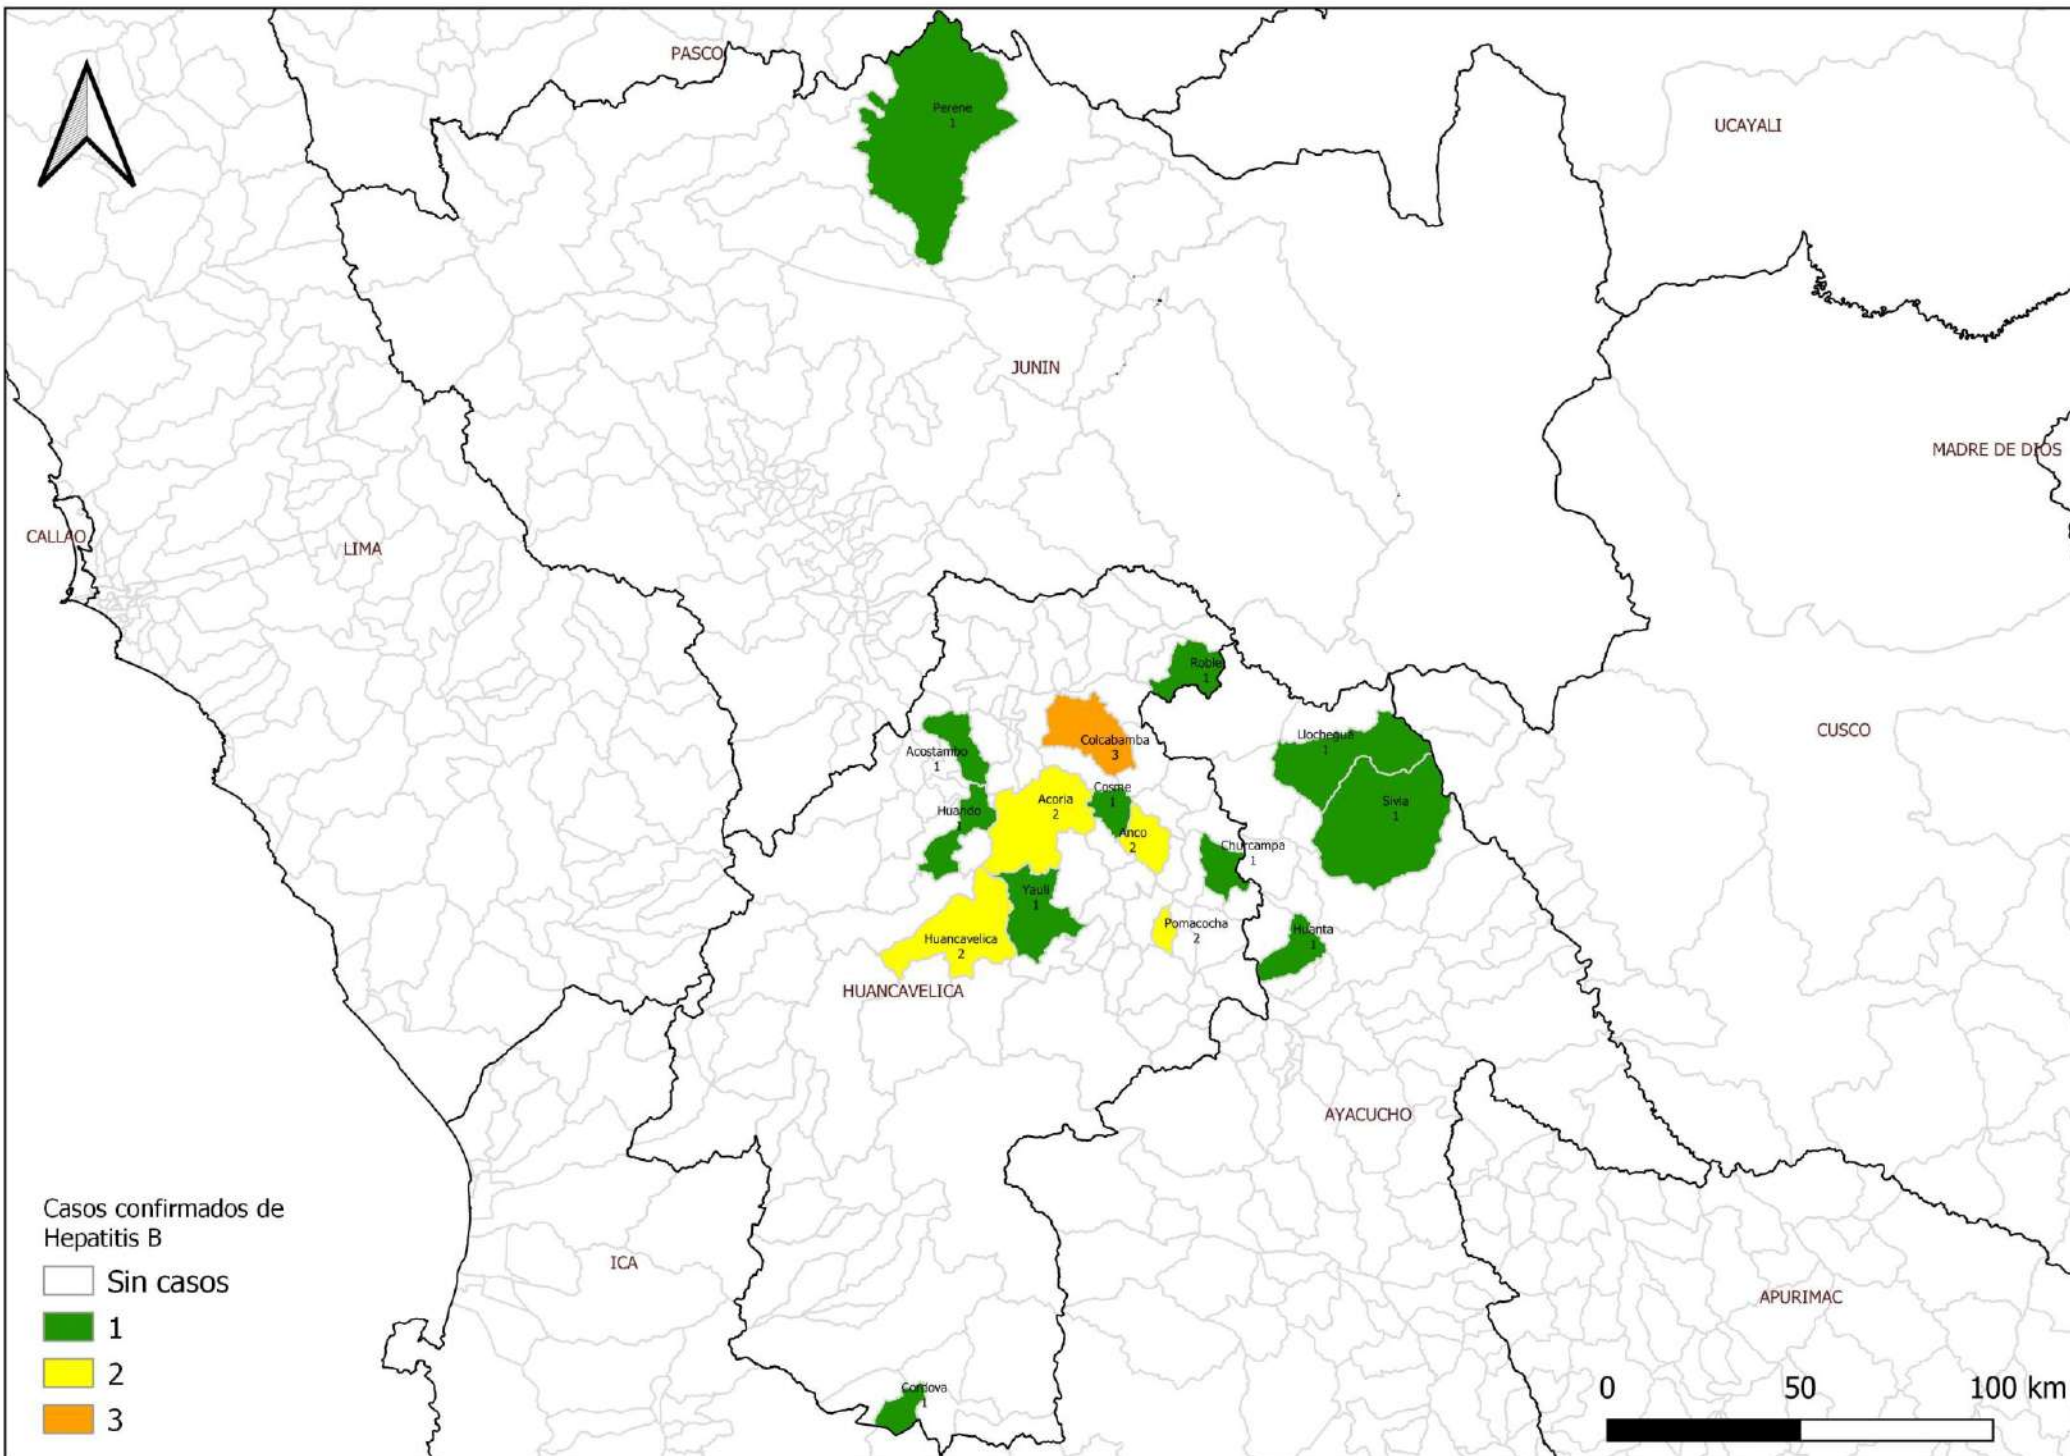 PASCO
Perene
1
UCAYALI
JUNIN
MADRE DE DIOS
CALLAO
LIMA
Roble
1
Colcabamba
3
Llochegua
1
CUSCO
Acostambo
1
Cosme
1
Acoria
2
Sivia
1
Huando
1
Anco
2
Churcampa
1
Yauli
1
Pomacocha
2
Huanta
1
Huancavelica
2
HUANCAVELICA
AYACUCHO
Casos confirmados de
Hepatitis B
Sin casos
1
2
3
ICA
APURIMAC
Cordova
1
0 50 100 km